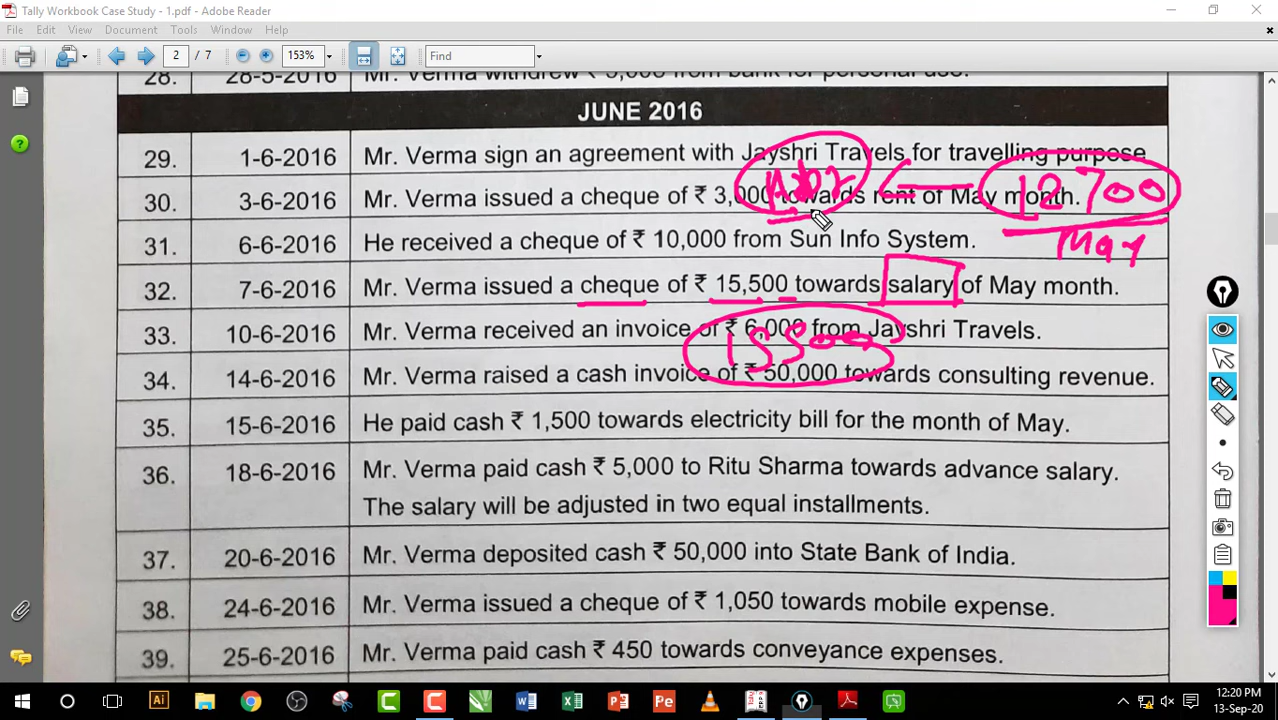 Tally Workbook Case Study - 1.pdf - Adobe Reader
File Edit View Document Tools Window Help
2 / 7 153% Find
28. 28-5-2016 Mr. Verma withdrew ₹ 5,000 from bank for personal use.
JUNE 2016
29. 1-6-2016 Mr. Verma sign an agreement with Jayshri Travels for travelling purpose
30. 3-6-2016 Mr. Verma issued a cheque of ₹ 3,000 towards rent of May month.
12700
May
31. 6-6-2016 He received a cheque of ₹ 10,000 from Sun Info System.
32. 7-6-2016 Mr. Verma issued a cheque of ₹ 15,500 towards salary of May month.
33. 10-6-2016 Mr. Verma received an invoice of ₹ 6,000 from Jayshri Travels.
15500
34. 14-6-2016 Mr. Verma raised a cash invoice of ₹ 50,000 towards consulting revenue.
35. 15-6-2016 He paid cash ₹ 1,500 towards electricity bill for the month of May.
36. 18-6-2016 Mr. Verma paid cash ₹ 5,000 to Ritu Sharma towards advance salary.
The salary will be adjusted in two equal installments.
37. 20-6-2016 Mr. Verma deposited cash ₹ 50,000 into State Bank of India.
38. 24-6-2016 Mr. Verma issued a cheque of ₹ 1,050 towards mobile expense.
39. 25-6-2016 Mr. Verma paid cash ₹ 450 towards conveyance expenses.
12:20 PM
13-Sep-20